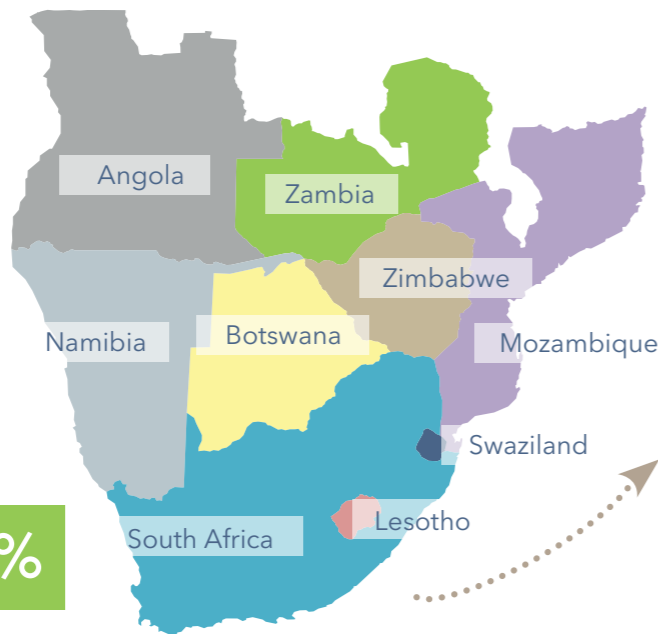 Angola
Zambia
Zimbabwe
Namibia
Botswana
Mozambique
Swaziland
Lesotho
South Africa
%